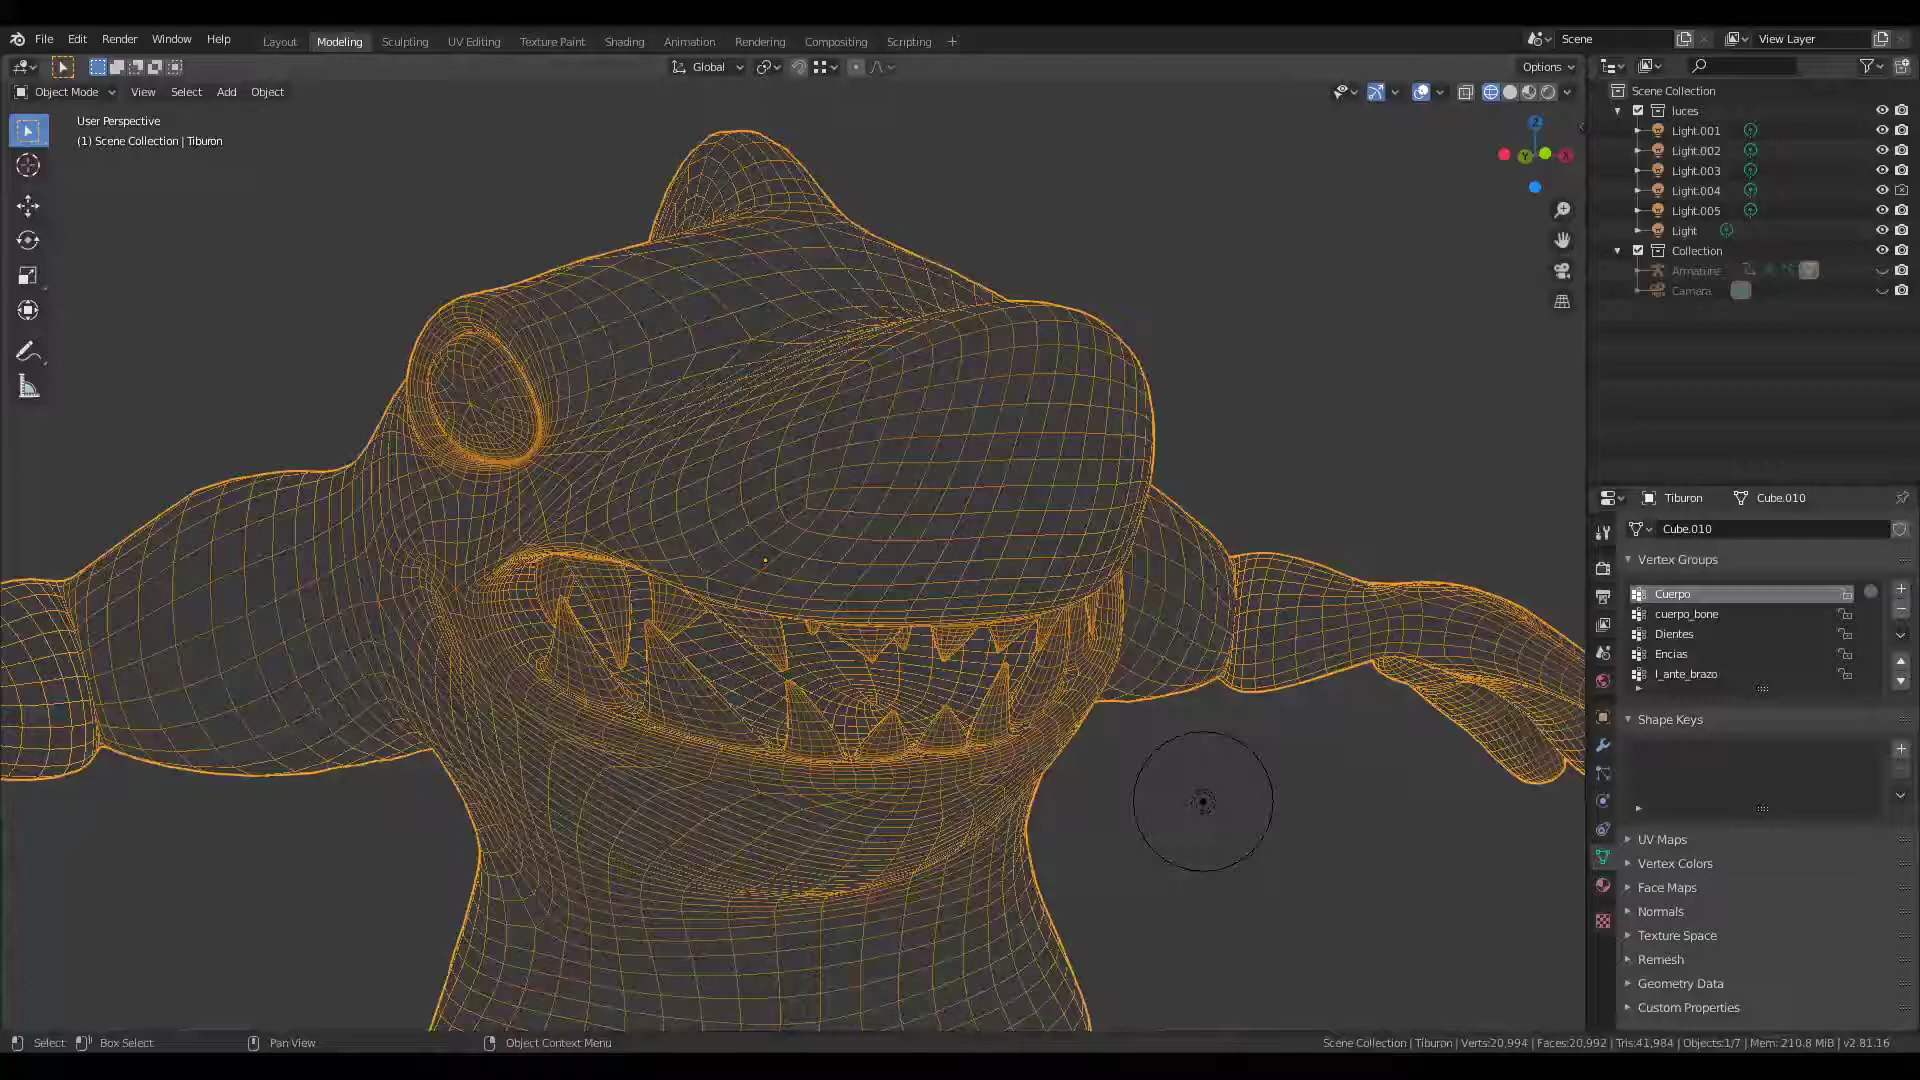 File Edit Render Window Help Layout Modeling Sculpting UV Editing Texture Paint Shading Animation Rendering Compositing Scripting + Scene View Layer
Global Options
Object Mode View Select Add Object
User Perspective
(1) Scene Collection | Tiburon
Z
Y
X
Scene Collection
luces
Light.001
Light.002
Light.003
Light.004
Light.005
Light
Collection
Armature
Camera
Tiburon Cube.010
Cube.010
Vertex Groups
Cuerpo
cuerpo_bone
Dientes
Encias
l_ante_brazo
Shape Keys
UV Maps
Vertex Colors
Face Maps
Normals
Texture Space
Remesh
Geometry Data
Custom Properties
Select Box Select Pan View Object Context Menu Scene Collection | Tiburon | Verts:20,994 | Faces:20,992 | Tris:41,984 | Objects:1/7 | Mem: 210.8 MiB | v2.81.16